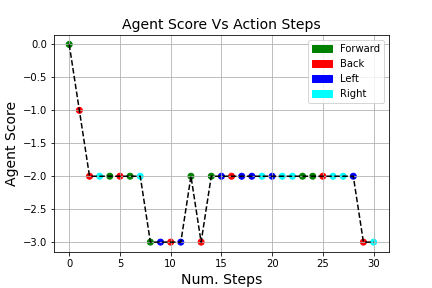 Agent Score Vs Action Steps
Forward
Back
Left
Right
0.0
−0.5
−1.0
−1.5
−2.0
−2.5
−3.0
Agent Score
0 5 10 15 20 25 30
Num. Steps